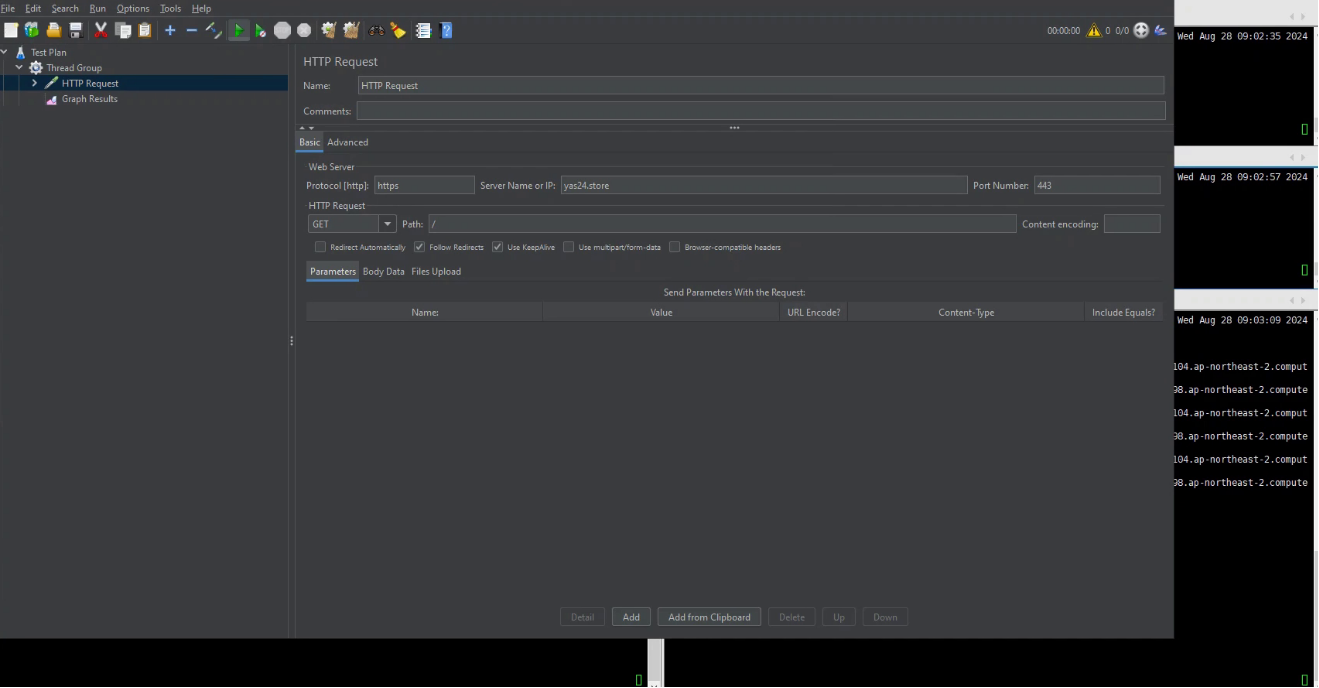 File Edit Search Run Options Tools Help
00:00:00 0 0/0
Test Plan
Thread Group
HTTP Request
Graph Results
HTTP Request
Name: HTTP Request
Comments:
Basic Advanced
Web Server
Protocol [http]: https Server Name or IP: yas24.store Port Number: 443
HTTP Request
GET Path: / Content encoding:
Redirect Automatically Follow Redirects Use KeepAlive Use multipart/form-data Browser-compatible headers
Parameters Body Data Files Upload
Send Parameters With the Request:
Name: Value URL Encode? Content-Type Include Equals?
Detail Add Add from Clipboard Delete Up Down
Wed Aug 28 09:02:35 2024
Wed Aug 28 09:02:57 2024
Wed Aug 28 09:03:09 2024
104.ap-northeast-2.comput
98.ap-northeast-2.compute
104.ap-northeast-2.comput
98.ap-northeast-2.compute
104.ap-northeast-2.comput
98.ap-northeast-2.compute